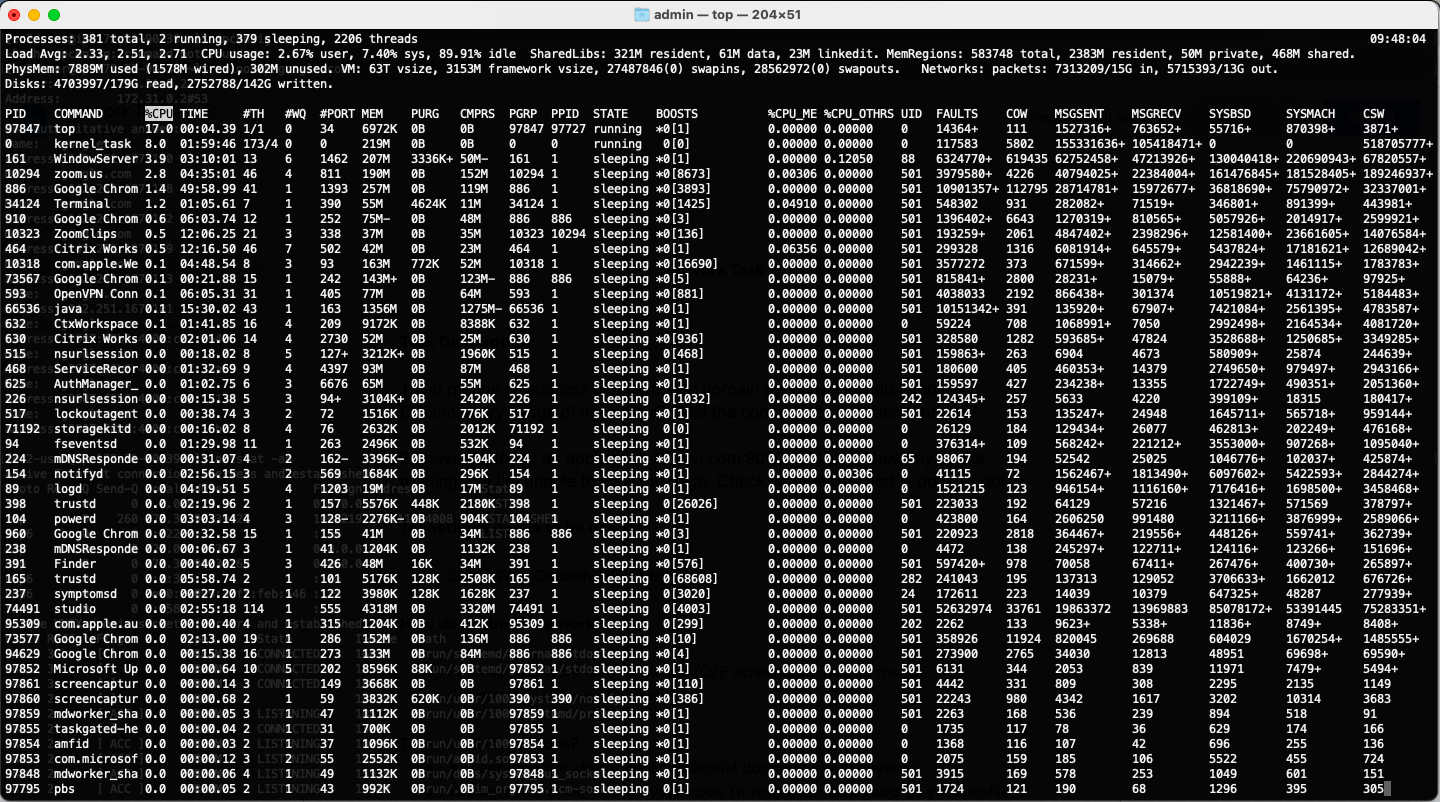 admin — top — 204×51
Processes: 381 total, 2 running, 379 sleeping, 2206 threads 09:48:04
Load Avg: 2.33, 2.51, 2.71 CPU usage: 2.67% user, 7.40% sys, 89.91% idle SharedLibs: 321M resident, 61M data, 23M linkedit. MemRegions: 583748 total, 2383M resident, 50M private, 468M shared.
PhysMem: 7889M used (1578M wired), 302M unused. VM: 63T vsize, 3153M framework vsize, 27487846(0) swapins, 28562972(0) swapouts. Networks: packets: 7313209/15G in, 5715393/13G out.
Disks: 4703997/179G read, 2752788/142G written.
PID COMMAND %CPU TIME #TH #WQ #PORT MEM PURG CMPRS PGRP PPID STATE BOOSTS %CPU_ME %CPU_OTHRS UID FAULTS COW MSGSENT MSGRECV SYSBSD SYSMACH CSW
97847 top 17.0 00:04.39 1/1 0 34 6972K 0B 0B 97847 97727 running *0[1] 0.00000 0.00000 0 14364+ 111 1527316+ 763652+ 55716+ 870398+ 3871+
0 kernel_task 8.0 01:59:46 173/4 0 0 219M 0B 0B 0 0 running 0[0] 0.00000 0.00000 0 117583 5802 155331636+ 105418471+ 0 0 518705777+
161 WindowServer 3.9 03:10:01 13 6 1462 207M 3336K+ 50M- 161 1 sleeping *0[1] 0.00000 0.12050 88 6324770+ 619435 62752458+ 47213926+ 130040418+ 220690943+ 67820557+
10294 zoom.us 2.8 04:35:01 46 4 811 190M 0B 152M 10294 1 sleeping *0[8673] 0.00306 0.00000 501 3979580+ 4226 40794025+ 22384004+ 161476845+ 181528405+ 189246937+
886 Google Chrom 1.4 49:58.99 41 1 1393 257M 0B 119M 886 1 sleeping *0[3893] 0.00000 0.00000 501 10901357+ 112795 28714781+ 15972677+ 36818690+ 75790972+ 32337001+
34124 Terminal 1.2 01:05.61 7 1 390 55M 4624K 11M 34124 1 sleeping *0[1425] 0.04910 0.00000 501 548302 931 282082+ 71519+ 346801+ 891399+ 443981+
910 Google Chrom 0.6 06:03.74 12 1 252 75M- 0B 48M 886 886 sleeping *0[3] 0.00000 0.00000 501 1396402+ 6643 1270319+ 810565+ 5057926+ 2014917+ 2599921+
10323 ZoomClips 0.5 12:06.25 21 3 338 37M 0B 35M 10323 10294 sleeping *0[136] 0.00000 0.00000 501 193259+ 2061 4847402+ 2398296+ 12581400+ 23661605+ 14076584+
464 Citrix Works 0.5 12:16.50 46 7 502 42M 0B 23M 464 1 sleeping *0[1] 0.06356 0.00000 501 299328 1316 6081914+ 645579+ 5437824+ 17181621+ 12689042+
10318 com.apple.We 0.1 04:48.54 8 3 93 163M 772K 52M 10318 1 sleeping *0[16690] 0.00000 0.00000 501 3577272 373 671599+ 314662+ 2942239+ 1461115+ 1783783+
73567 Google Chrom 0.1 00:21.88 15 1 242 143M+ 0B 123M- 886 886 sleeping *0[5] 0.00000 0.00000 501 815841+ 2800 28231+ 15079+ 55888+ 64236+ 97925+
593 OpenVPN Conn 0.1 06:05.31 31 1 405 77M 0B 64M 593 1 sleeping *0[881] 0.00000 0.00000 501 4038033 2192 866438+ 301374 10519821+ 4131172+ 5184483+
66536 java 0.1 15:30.02 43 1 163 1356M 0B 1275M- 66536 1 sleeping *0[1] 0.00000 0.00000 501 10151342+ 391 135920+ 67907+ 7421084+ 2561395+ 4783587+
632 CtxWorkspace 0.1 01:41.85 16 4 209 9172K 0B 8388K 632 1 sleeping *0[1] 0.00000 0.00000 0 59224 708 1068991+ 7050 2992498+ 2164534+ 4081720+
630 Citrix Works 0.0 02:01.06 14 4 2730 52M 0B 25M 630 1 sleeping *0[936] 0.00000 0.00000 501 328580 1282 593685+ 47824 3528688+ 1250685+ 3349285+
515 nsurlsession 0.0 00:18.02 8 5 127+ 3212K+ 0B 1960K 515 1 sleeping 0[468] 0.00000 0.00000 501 159863+ 263 6904 4673 580909+ 25874 244639+
468 ServiceRecor 0.0 01:32.69 9 4 4397 93M 0B 87M 468 1 sleeping *0[1] 0.00000 0.00000 501 180600 405 460353+ 14379 2749650+ 979497+ 2943166+
625 AuthManager_ 0.0 01:02.75 6 3 6676 65M 0B 55M 625 1 sleeping *0[1] 0.00000 0.00000 501 159597 427 234238+ 13355 1722749+ 490351+ 2051360+
226 nsurlsession 0.0 00:15.38 5 3 94+ 3104K+ 0B 2420K 226 1 sleeping 0[1032] 0.00000 0.00000 242 124345+ 257 5633 4220 399109+ 18315 180417+
517 lockoutagent 0.0 00:38.74 3 2 72 1516K 0B 776K 517 1 sleeping *0[1] 0.00000 0.00000 501 22614 153 135247+ 24948 1645711+ 565718+ 959144+
71192 storagekitd 0.0 00:16.02 8 4 76 2632K 0B 2012K 71192 1 sleeping 0[0] 0.00000 0.00000 0 26129 184 129434+ 26077 462813+ 202249+ 476168+
94 fseventsd 0.0 01:29.98 11 1 263 2496K 0B 532K 94 1 sleeping *0[1] 0.00000 0.00000 0 376314+ 109 568242+ 221212+ 3553000+ 907268+ 1095040+
224 mDNSResponde 0.0 00:31.07 4 2 162- 3396K- 0B 1504K 224 1 sleeping *0[1] 0.00000 0.00000 65 98067 194 52542 25025 1046776+ 102037+ 425874+
154 notifyd 0.0 02:56.15 3 2 569 1684K 0B 296K 154 1 sleeping *0[1] 0.00000 0.00306 0 41115 72 1562467+ 1813490+ 6097602+ 5422593+ 2844274+
89 logd 0.0 04:19.51 5 4 1203 19M 0B 17M 89 1 sleeping *0[1] 0.00000 0.00000 0 1521215 123 946154+ 1116160+ 7176416+ 1698500+ 3458468+
398 trustd 0.0 02:19.96 2 1 157 5576K 448K 2180K 398 1 sleeping 0[26026] 0.00000 0.00000 501 223033 192 64129 57216 1321467+ 571569 378797+
104 powerd 0.0 03:03.14 4 3 128- 2276K- 0B 904K 104 1 sleeping *0[1] 0.00000 0.00000 0 423800 164 2606250 991480 3211166+ 3876999+ 2589066+
960 Google Chrom 0.0 00:32.58 15 1 155 41M 0B 34M 886 886 sleeping *0[3] 0.00000 0.00000 501 220923 2818 364467+ 219556+ 448126+ 559741+ 362739+
238 mDNSResponde 0.0 00:06.67 3 1 41 1204K 0B 1132K 238 1 sleeping *0[1] 0.00000 0.00000 0 4472 138 245297+ 122711+ 124116+ 123266+ 151696+
391 Finder 0.0 00:40.02 8 3 426 48M 16K 34M 391 1 sleeping *0[576] 0.00000 0.00000 501 597420+ 978 70058 67411+ 267476+ 400730+ 265897+
165 trustd 0.0 05:58.74 2 1 101 5176K 128K 2508K 165 1 sleeping 0[68608] 0.00000 0.00000 282 241043 195 137313 129052 3706633+ 1662012 676726+
237 symptomsd 0.0 00:27.20 2 1 122 3980K 128K 1628K 237 1 sleeping 0[3020] 0.00000 0.00000 24 172611 223 14039 10379 647325+ 48287 277939+
74491 studio 0.0 02:55:18 114 1 555 4318M 0B 3320M 74491 1 sleeping 0[4003] 0.00000 0.00000 501 52632974 33761 19863372 13969883 85078172+ 53391445 75283351+
95309 com.apple.au 0.0 00:00.40 4 1 315 1204K 0B 412K 95309 1 sleeping 0[299] 0.00000 0.00000 202 2262 133 9623+ 5338+ 11836+ 8749+ 8408+
73577 Google Chrom 0.0 02:13.00 19 1 286 152M 0B 136M 886 886 sleeping *0[10] 0.00000 0.00000 501 358926 11924 820045 269688 604029 1670254+ 1485555+
94629 Google Chrom 0.0 00:15.38 16 1 273 133M 0B 84M 886 886 sleeping *0[4] 0.00000 0.00000 501 273900 2765 34030 12813 48951 69698+ 69590+
97852 Microsoft Up 0.0 00:00.64 10 5 202 8596K 88K 0B 97852 1 sleeping *0[1] 0.00000 0.00000 501 6131 344 2053 839 11971 7479+ 5494+
97861 screencaptur 0.0 00:00.14 3 1 149 3668K 0B 0B 97861 1 sleeping *0[110] 0.00000 0.00000 501 4442 331 809 308 2295 2135 1149
97860 screencaptur 0.0 00:00.68 2 1 59 3832K 620K 0B 390 390 sleeping *0[386] 0.00000 0.00000 501 22243 980 4342 1617 3202 10314 3683
97859 mdworker_sha 0.0 00:00.05 3 1 47 1112K 0B 0B 97859 1 sleeping *0[1] 0.00000 0.00000 501 2263 168 536 239 894 518 91
97855 taskgated-he 0.0 00:00.04 2 1 31 700K 0B 0B 97855 1 sleeping *0[1] 0.00000 0.00000 0 1735 117 78 36 629 174 166
97854 amfid 0.0 00:00.03 2 1 37 1096K 0B 0B 97854 1 sleeping *0[1] 0.00000 0.00000 0 1368 116 107 42 696 255 136
97853 com.microsof 0.0 00:00.12 3 2 55 2552K 0B 0B 97853 1 sleeping *0[1] 0.00000 0.00000 0 2075 159 185 106 5522 455 724
97848 mdworker_sha 0.0 00:00.06 4 1 49 1132K 0B 0B 97848 1 sleeping *0[1] 0.00000 0.00000 501 3915 169 578 253 1049 601 151
97795 pbs 0.0 00:00.05 2 1 43 992K 0B 0B 97795 1 sleeping *0[1] 0.00000 0.00000 501 1724 121 190 68 1296 395 305